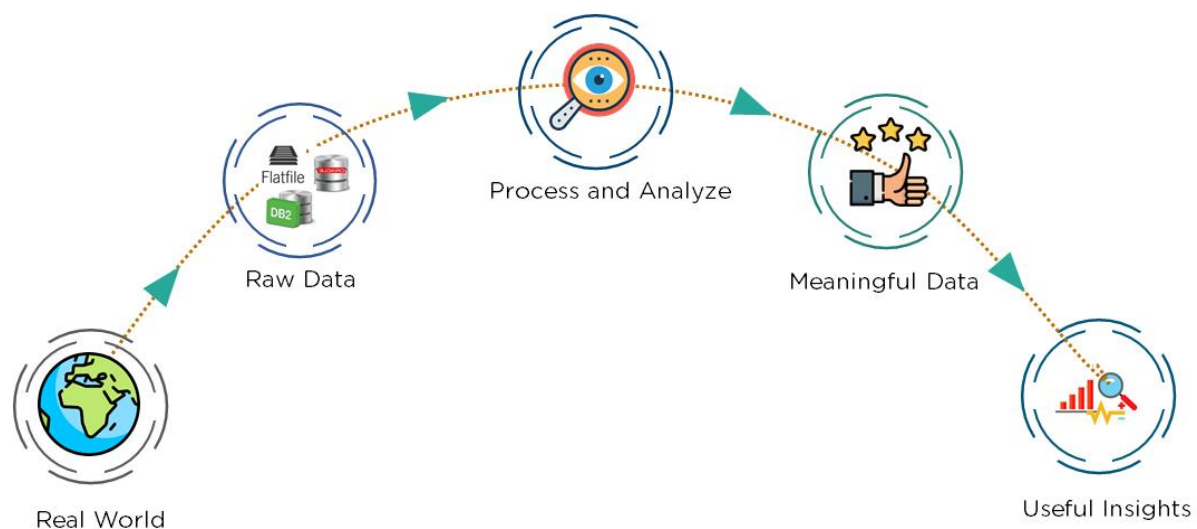 Flatfile
DB2
Raw Data
Process and Analyze
Meaningful Data
Real World
Useful Insights